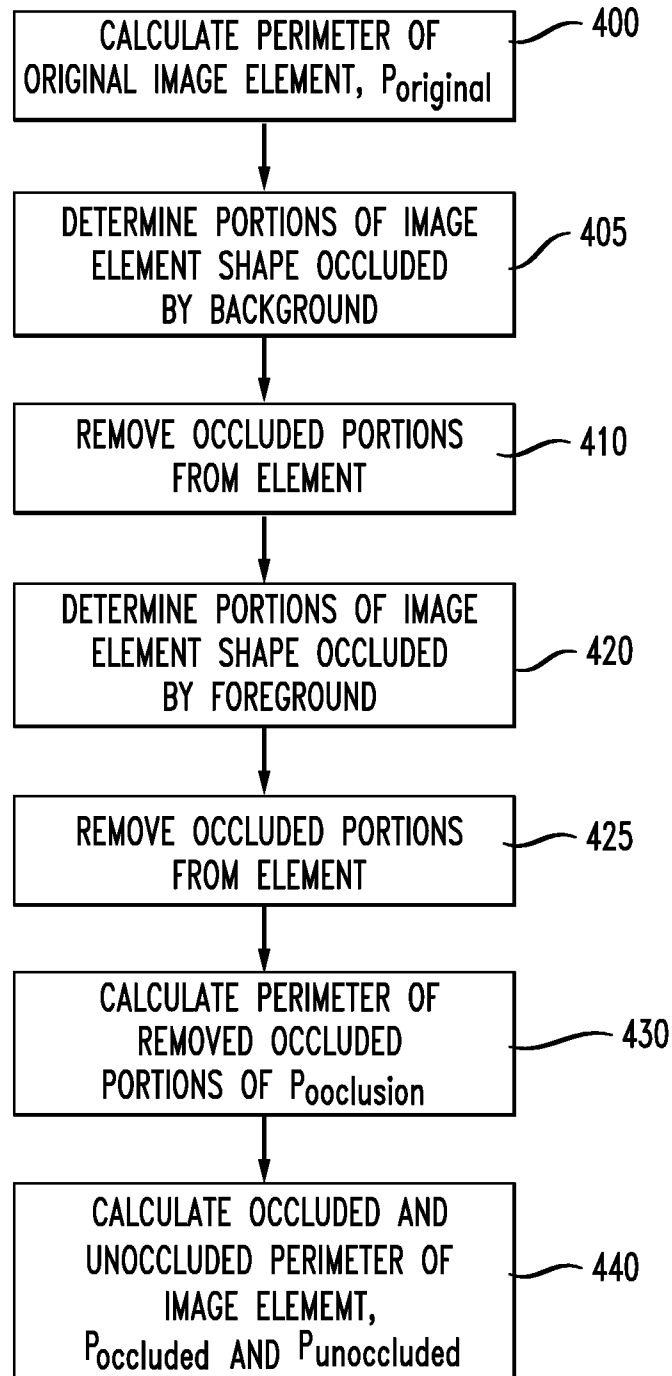 CALCULATE PERIMETER OF
ORIGINAL IMAGE ELEMENT, Poriginal
400
DETERMINE PORTIONS OF IMAGE
ELEMENT SHAPE OCCLUDED
BY BACKGROUND
405
REMOVE OCCLUDED PORTIONS
FROM ELEMENT
410
DETERMINE PORTIONS OF IMAGE
ELEMENT SHAPE OCCLUDED
BY FOREGROUND
420
REMOVE OCCLUDED PORTIONS
FROM ELEMENT
425
CALCULATE PERIMETER OF
REMOVED OCCLUDED
PORTIONS OF Pooclusion
430
CALCULATE OCCLUDED AND
UNOCCLUDED PERIMETER OF
IMAGE ELEMEMT,
Poccluded AND Punoccluded
440